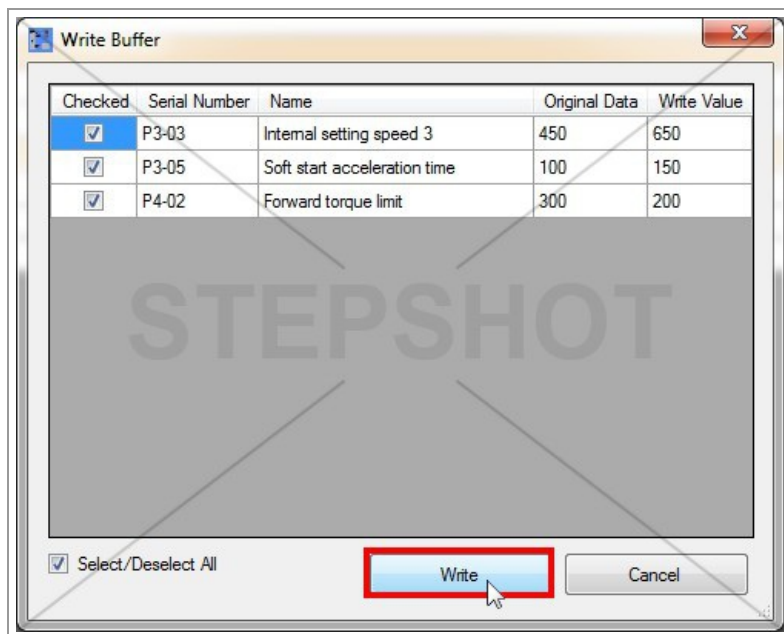 Write Buffer
Checked Serial Number Name Original Data Write Value
P3-03 Internal setting speed 3 450 650
P3-05 Soft start acceleration time 100 150
P4-02 Forward torque limit 300 200
STEPSHOT
Select/Deselect All Write Cancel